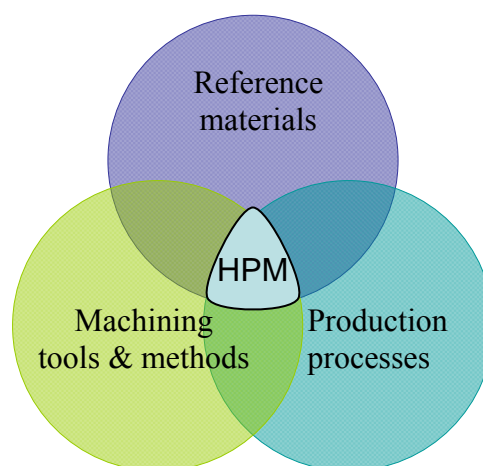 Reference
materials
HPM
Machining
tools & methods
Production
processes